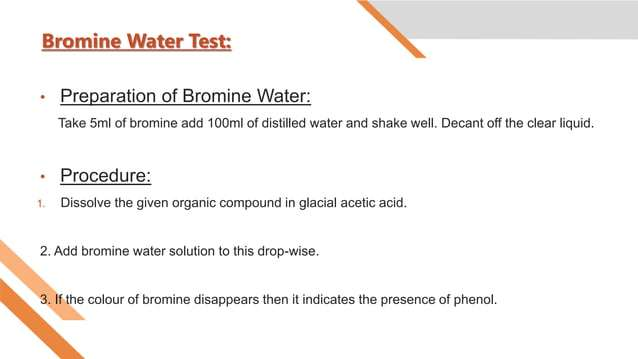 Bromine Water Test:
• Preparation of Bromine Water:
Take 5ml of bromine add 100ml of distilled water and shake well. Decant off the clear liquid.
• Procedure:
1. Dissolve the given organic compound in glacial acetic acid.
2. Add bromine water solution to this drop-wise.
3. If the colour of bromine disappears then it indicates the presence of phenol.